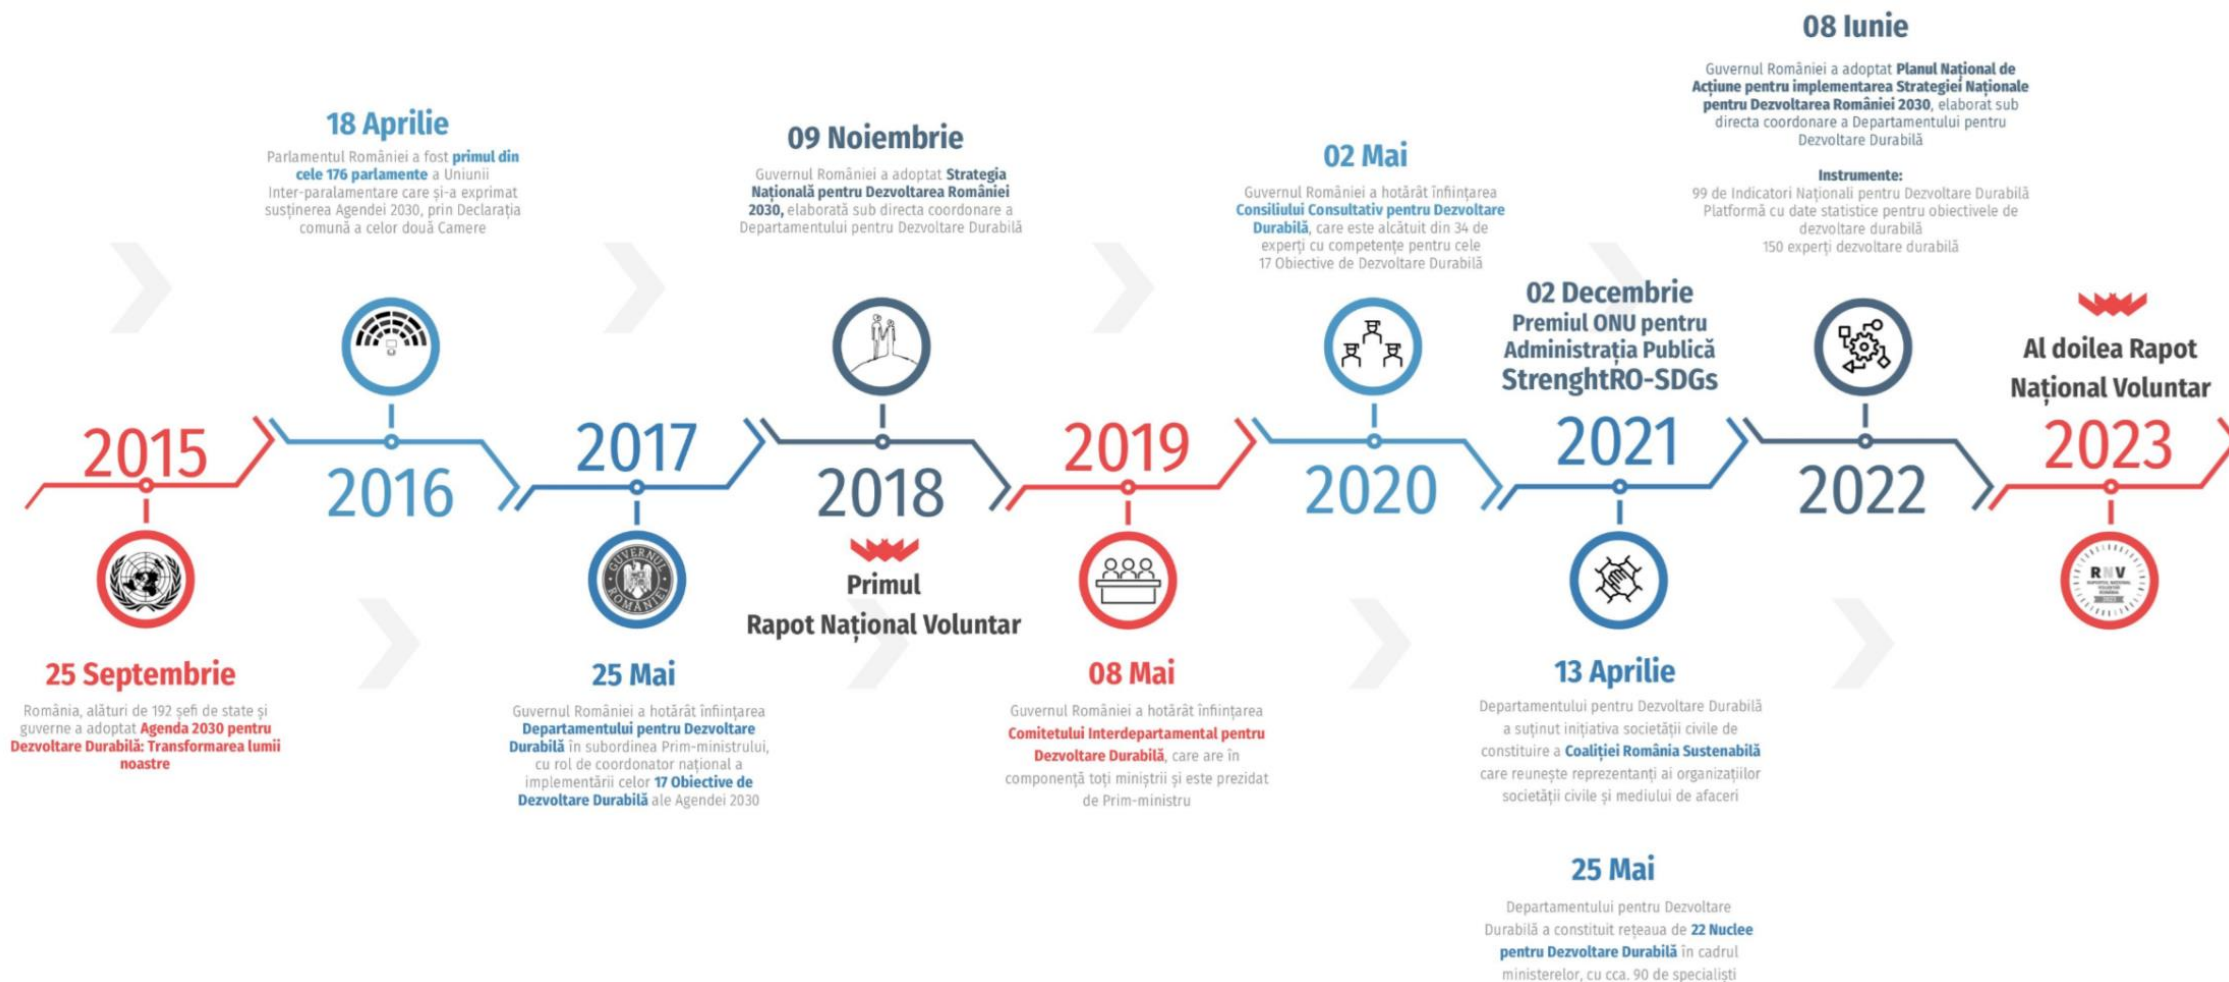 2015
25 Septembrie
România, alături de 192 șefi de state și
guverne a adoptat Agenda 2030 pentru
Dezvoltare Durabilă: Transformarea lumii
noastre
18 Aprilie
Parlamentul României a fost primul din
cele 176 parlamente a Uniunii
Inter-paralamentare care și-a exprimat
susținerea Agendei 2030, prin Declarația
comună a celor două Camere
2016
2017
GUVERNUL
ROMÂNIEI
25 Mai
Guvernul României a hotărât înființarea
Departamentului pentru Dezvoltare
Durabilă în subordinea Prim-ministrului,
cu rol de coordonator național a
implementării celor 17 Obiective de
Dezvoltare Durabilă ale Agendei 2030
09 Noiembrie
Guvernul României a adoptat Strategia
Națională pentru Dezvoltarea României
2030, elaborată sub directa coordonare a
Departamentului pentru Dezvoltare Durabilă
2018
Primul
Rapot Național Voluntar
2019
08 Mai
Guvernul României a hotărât înființarea
Comitetului Interdepartamental pentru
Dezvoltare Durabilă, care are în
componență toți miniștrii și este prezidat
de Prim-ministru
02 Mai
Guvernul României a hotărât înființarea
Consiliului Consultativ pentru Dezvoltare
Durabilă, care este alcătuit din 34 de
experți cu competențe pentru cele
17 Obiective de Dezvoltare Durabilă
2020
02 Decembrie
Premiul ONU pentru
Administrația Publică
StrenghtRO-SDGs
2021
13 Aprilie
Departamentului pentru Dezvoltare Durabilă
a susținut inițiativa societății civile de
constituire a Coaliției România Sustenabilă
care reunește reprezentanți ai organizațiilor
societății civile și mediului de afaceri
25 Mai
Departamentului pentru Dezvoltare
Durabilă a constituit rețeaua de 22 Nuclee
pentru Dezvoltare Durabilă în cadrul
ministerelor, cu cca. 90 de specialiști
08 Iunie
Guvernul României a adoptat Planul Național de
Acțiune pentru implementarea Strategiei Naționale
pentru Dezvoltarea României 2030, elaborat sub
directa coordonare a Departamentului pentru
Dezvoltare Durabilă
Instrumente:
99 de Indicatori Naționali pentru Dezvoltare Durabilă
Platformă cu date statistice pentru obiectivele de
dezvoltare durabilă
150 experți dezvoltare durabilă
2022
Al doilea Rapot
Național Voluntar
2023
RNV